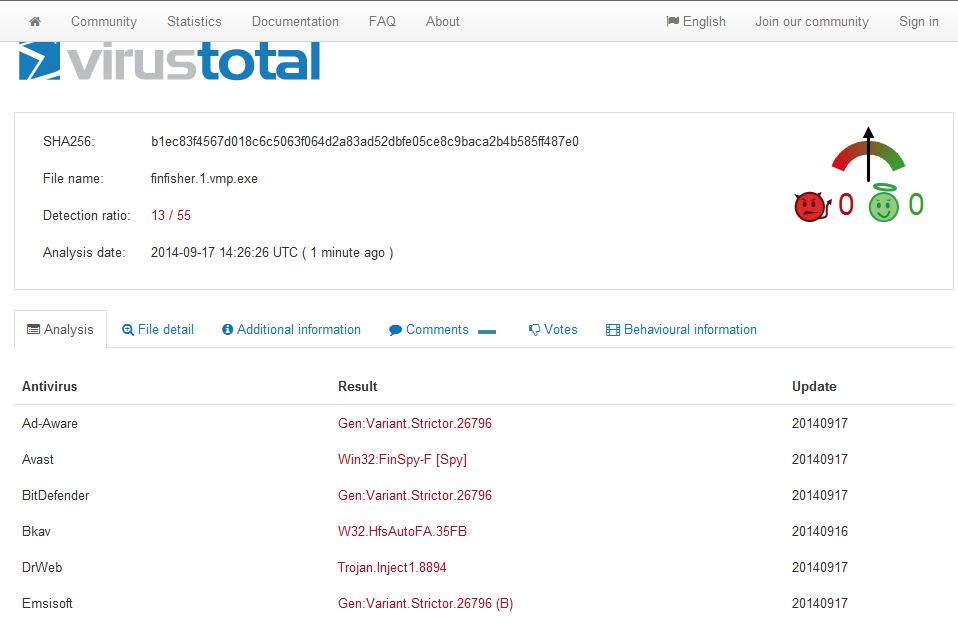 Community Statistics Documentation FAQ About English Join our community Sign in
virustotal
SHA256: b1ec83f4567d018c6c5063f064d2a83ad52dbfe05ce8c9baca2b4b585ff487e0
File name: finfisher.1.vmp.exe
Detection ratio: 13 / 55
0 0
Analysis date: 2014-09-17 14:26:26 UTC ( 1 minute ago )
Analysis File detail Additional information Comments Votes Behavioural information
Antivirus Result Update
Ad-Aware Gen:Variant.Strictor.26796 20140917
Avast Win32:FinSpy-F [Spy] 20140917
BitDefender Gen:Variant.Strictor.26796 20140917
Bkav W32.HfsAutoFA.35FB 20140916
DrWeb Trojan.Inject1.8894 20140917
Emsisoft Gen:Variant.Strictor.26796 (B) 20140917